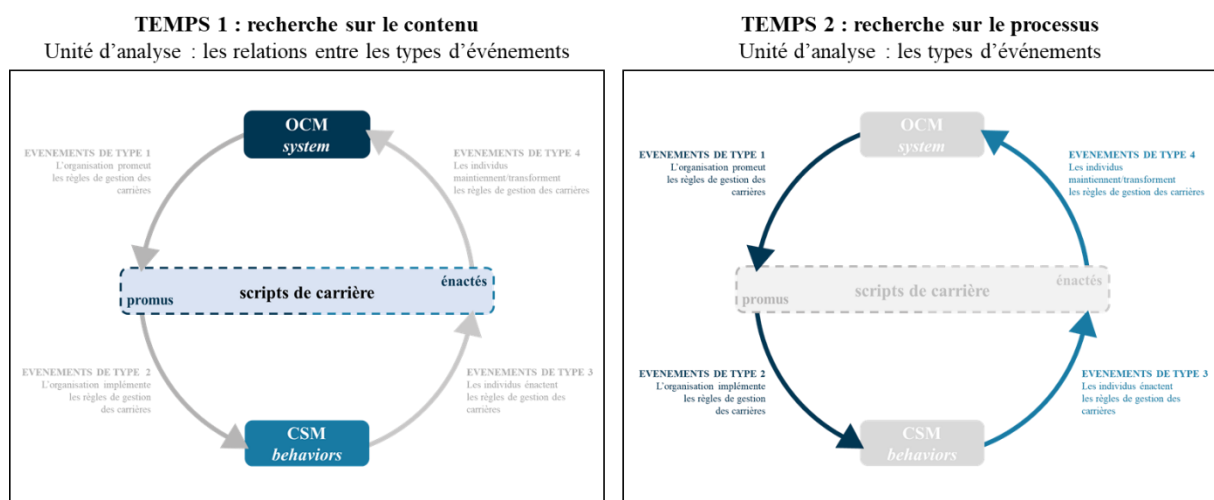 TEMPS 1 : recherche sur le contenu
Unité d’analyse : les relations entre les types d’événements
OCM
system
EVENEMENTS DE TYPE 1
L’organisation promeut
les règles de gestion des
carrières
EVENEMENTS DE TYPE 4
Les individus
maintiennent/transforment
les règles de gestion des carrières
promus
scripts de carrière
énactés
EVENEMENTS DE TYPE 2
L’organisation implémente
les règles de gestion
des carrières
EVENEMENTS DE TYPE 3
Les individus énactent
les règles de gestion des
carrières
CSM
behaviors
TEMPS 2 : recherche sur le processus
Unité d’analyse : les types d’événements
OCM
system
EVENEMENTS DE TYPE 1
L’organisation promeut
les règles de gestion des
carrières
EVENEMENTS DE TYPE 4
Les individus
maintiennent/transforment
les règles de gestion des carrières
promus
scripts de carrière
énactés
EVENEMENTS DE TYPE 2
L’organisation implémente
les règles de gestion
des carrières
EVENEMENTS DE TYPE 3
Les individus énactent
les règles de gestion des
carrières
CSM
behaviors